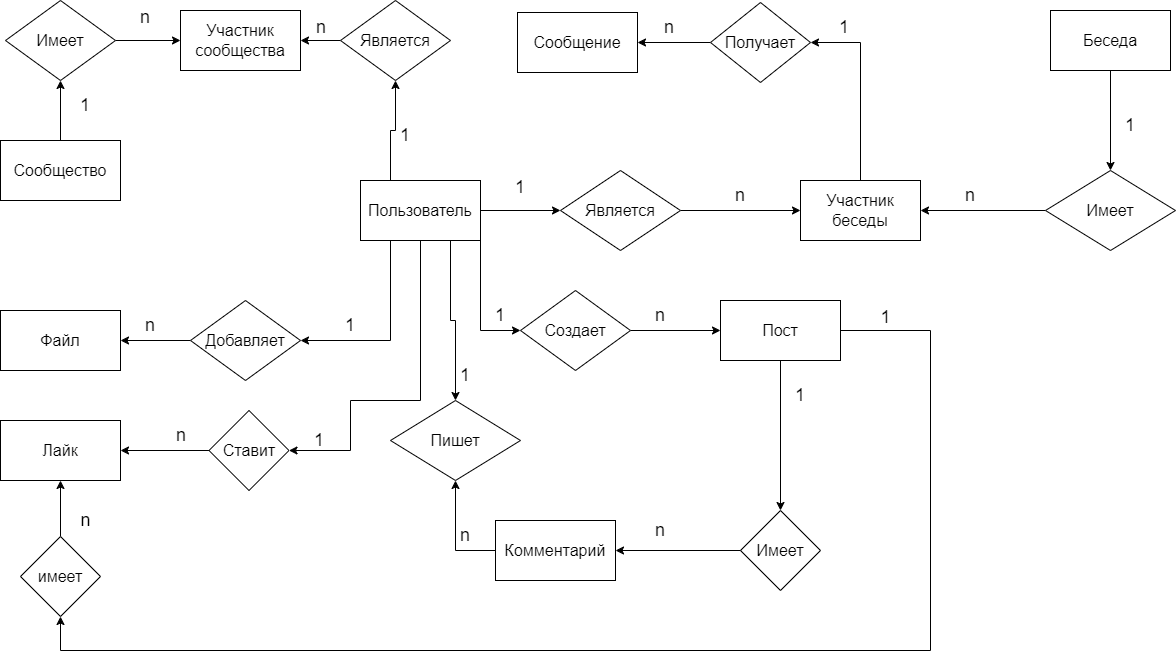 Имеет
n
Участник
сообщества
n
Является
Сообщение
n
Получает
1
Беседа
1
1
1
Сообщество
Пользователь
1
Является
n
Участник
беседы
n
Имеет
1
Файл
n
Добавляет
1
1
Создает
n
Пост
1
1
1
Лайк
n
Ставит
1
Пишет
n
имеет
n
Комментарий
n
Имеет